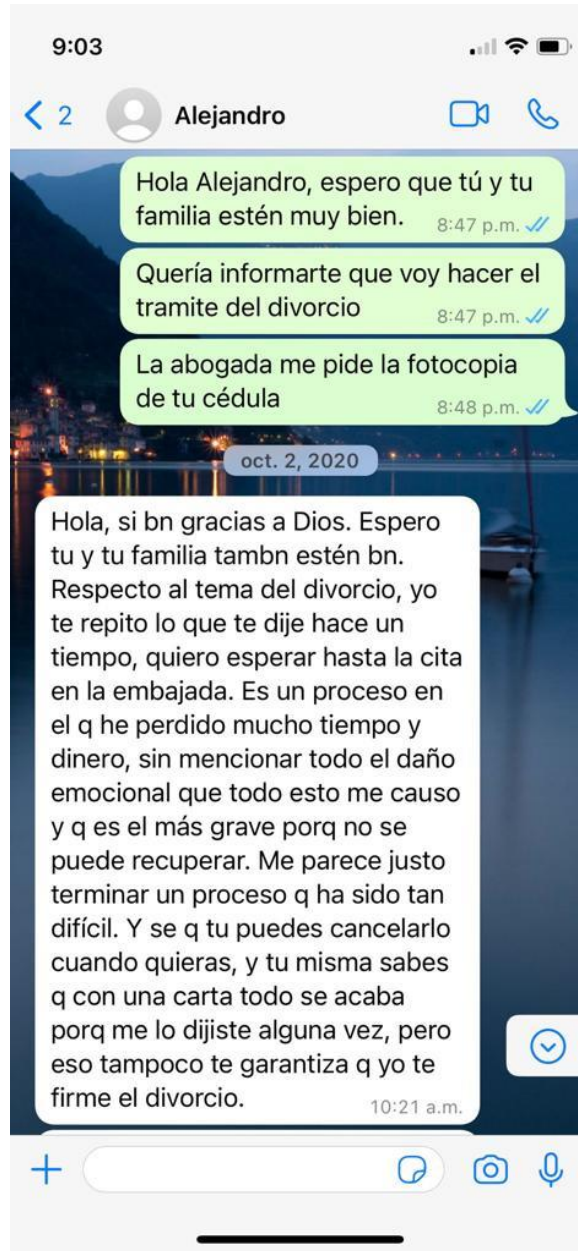 9:03
2
Alejandro
Hola Alejandro, espero que tú y tu
familia estén muy bien.
8:47 p.m.
Quería informarte que voy hacer el
tramite del divorcio
8:47 p.m.
La abogada me pide la fotocopia
de tu cédula
8:48 p.m.
oct. 2, 2020
Hola, si bn gracias a Dios. Espero
tu y tu familia tambn estén bn.
Respecto al tema del divorcio, yo
te repito lo que te dije hace un
tiempo, quiero esperar hasta la cita
en la embajada. Es un proceso en
el q he perdido mucho tiempo y
dinero, sin mencionar todo el daño
emocional que todo esto me causo
y q es el más grave porq no se
puede recuperar. Me parece justo
terminar un proceso q ha sido tan
difícil. Y se q tu puedes cancelarlo
cuando quieras, y tu misma sabes
q con una carta todo se acaba
porq me lo dijiste alguna vez, pero
eso tampoco te garantiza q yo te
firme el divorcio.
10:21 a.m.